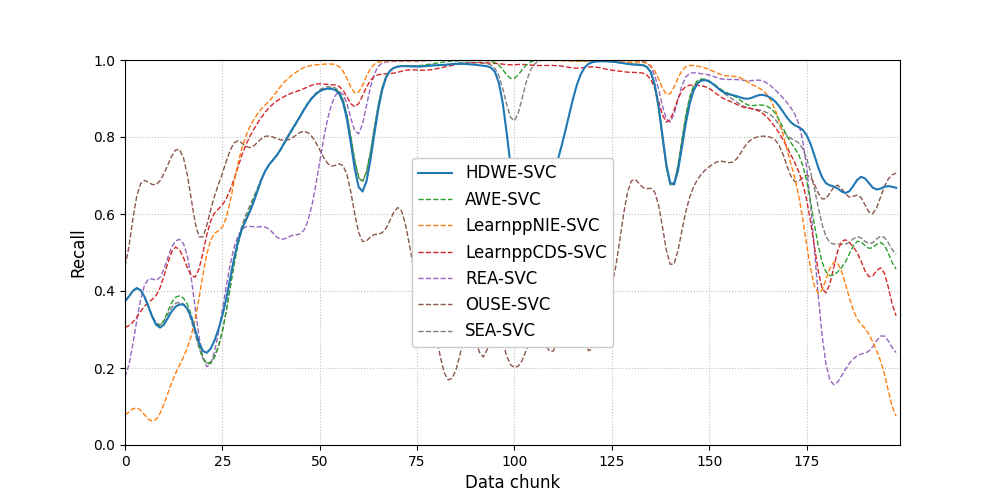 1.0
0.8
0.6
0.4
0.2
0.0
Recall
HDWE-SVC
AWE-SVC
LearnppNIE-SVC
LearnppCDS-SVC
REA-SVC
OUSE-SVC
SEA-SVC
0 25 50 75 100 125 150 175
Data chunk